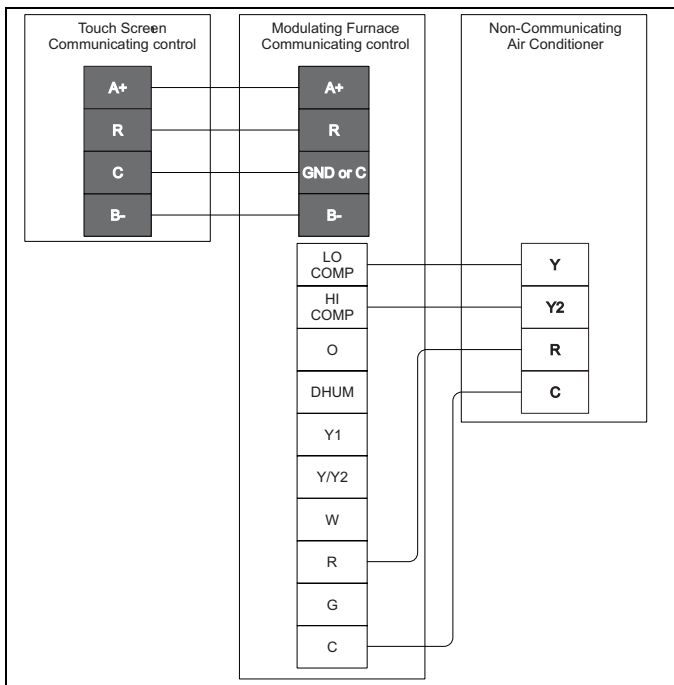 Touch Screen
Communicating control
A+
R
C
B-
Modulating Furnace
Communicating control
A+
R
GND or C
B-
LO
COMP
HI
COMP
O
DHUM
Y1
Y/Y2
W
R
G
C
Non-Communicating
Air Conditioner
Y
Y2
R
C